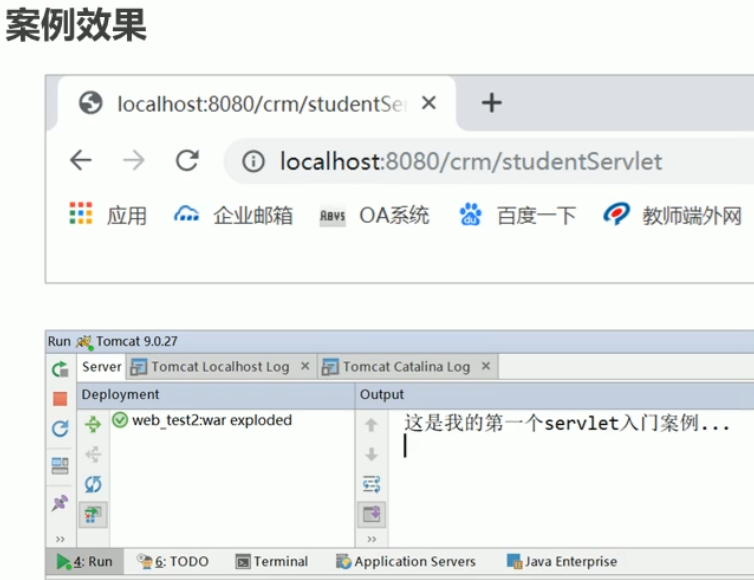 案例效果
localhost:8080/crm/studentSe
localhost:8080/crm/studentServlet
应用 企业邮箱 OA系统 百度一下 教师端外网
Run Tomcat 9.0.27
Server Tomcat Localhost Log Tomcat Catalina Log
Deployment Output
web_test2:war exploded 这是我的第一个servlet入门案例...
4: Run 6: TODO Terminal Application Servers Java Enterprise